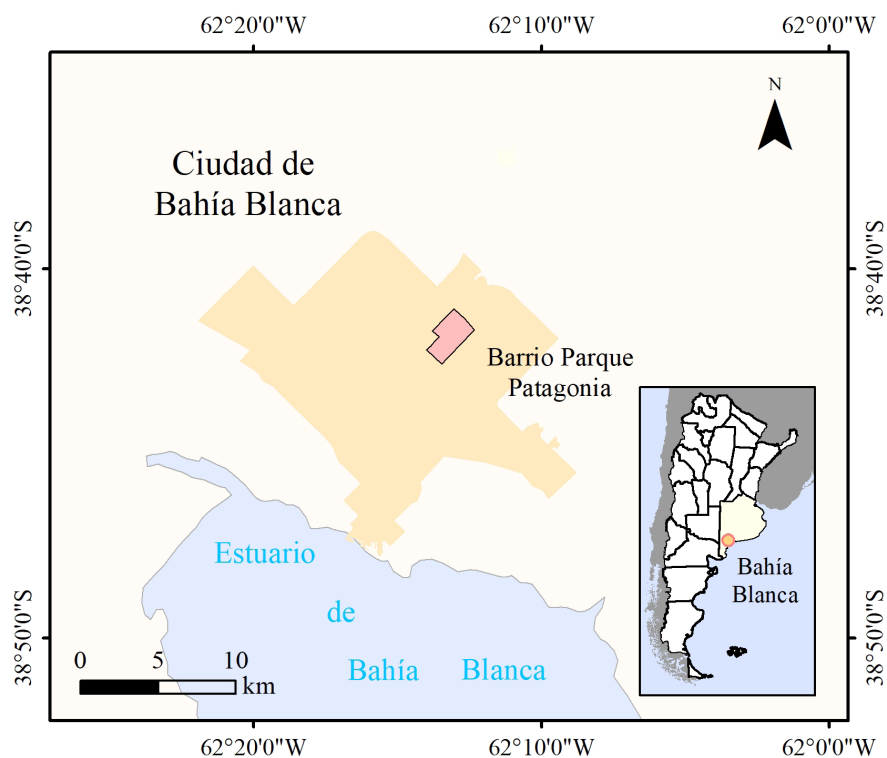 62°20'0"W 62°10'0"W 62°0'0"W
N
Ciudad de
Bahía Blanca
38°40'0"S 38°40'0"S
Barrio Parque
Patagonia
Estuario
de
Bahía Blanca
Bahía
Blanca
38°50'0"S 38°50'0"S
0 5 10
km
62°20'0"W 62°10'0"W 62°0'0"W